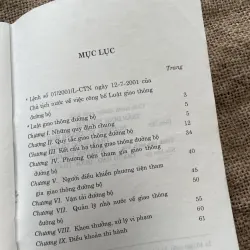 MỤC LỤC
Trang
* Lệnh số 07/2001/L-CTN ngày 12-7-2001 của
Chủ tịch nước về việc công bố Luật giao thông
đường bộ 3
* Luật giao thông đường bộ 5
Chương I. Những quy định chung 5
Chương II. Quy tắc giao thông đường bộ 12
Chương III. Kết cấu hạ tầng giao thông đường bộ
Chương IV. Phương tiện tham gia giao thông
đường bộ 40
Chương V. Người điều khiển phương tiện tham
gia giao thông đường bộ 45
Chương VI. Vận tải đường bộ 50
Chương VII. Quản lý nhà nước về giao thông
đường bộ 55
Chương VIII. Khen thưởng, xử lý vi phạm 60
Chương IX. Điều khoản thi hành 61